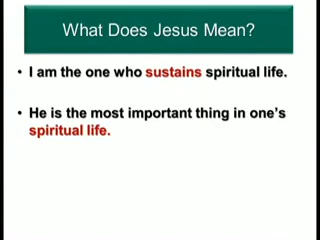 What Does Jesus Mean?
• I am the one who sustains spiritual life.
• He is the most important thing in one's
spiritual life.